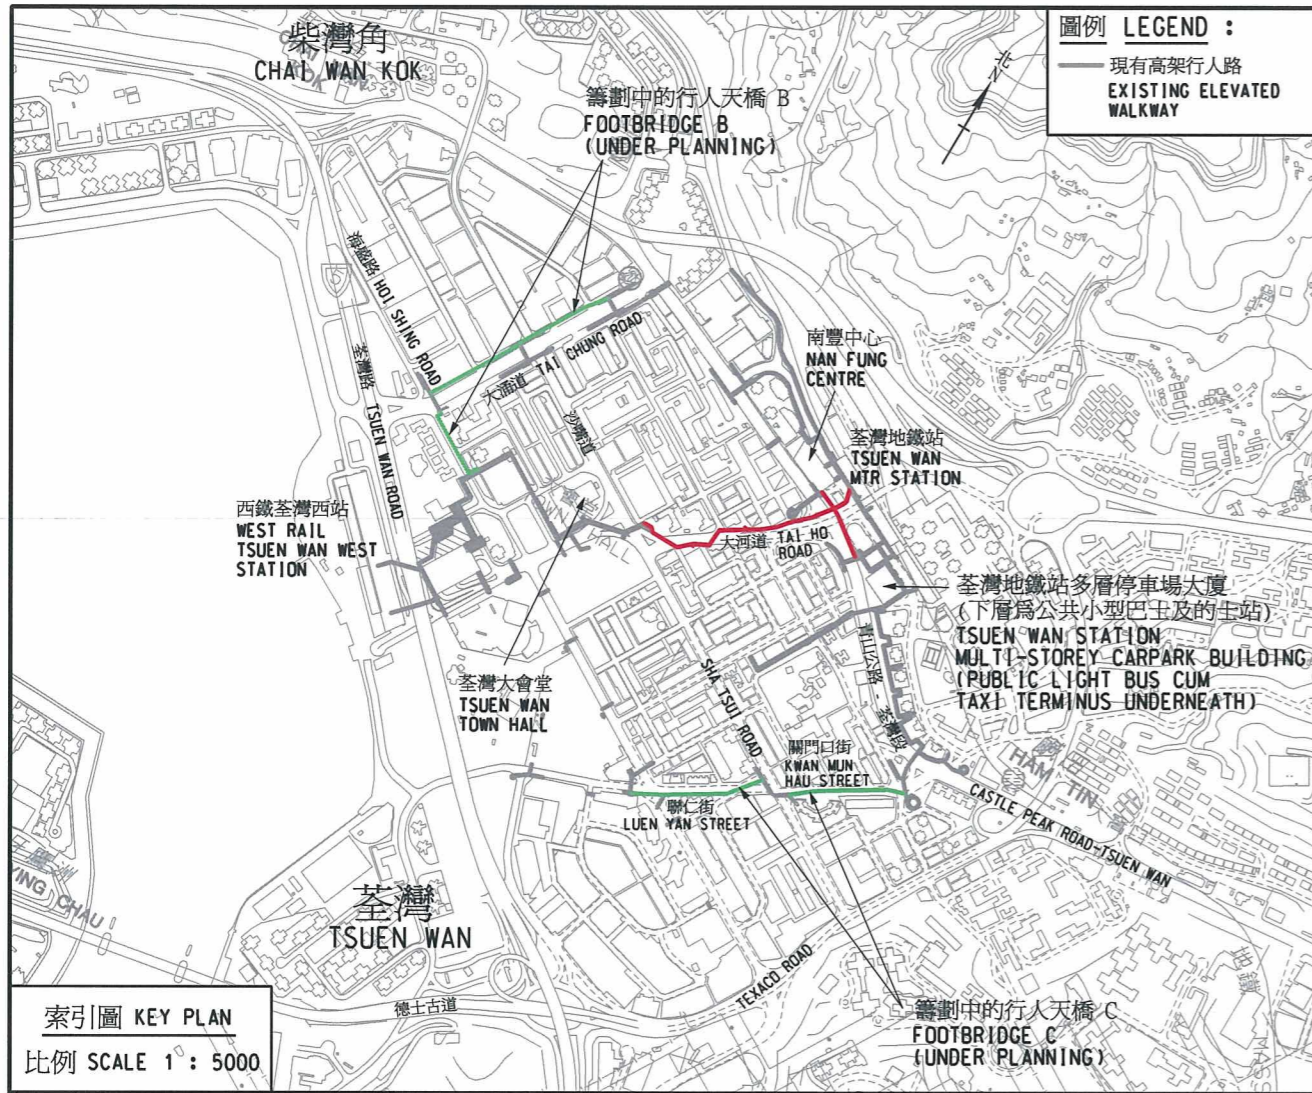 柴灣角
CHAI WAN KOK
圖例 LEGEND :
現有高架行人路
EXISTING ELEVATED
WALKWAY
北
N
籌劃中的行人天橋 B
FOOTBRIDGE B
(UNDER PLANNING)
海盛路 HOI SHING ROAD
荃灣路 TSUEN WAN ROAD
大涌道 TAI CHUNG ROAD
沙嘴道
南豐中心
NAN FUNG
CENTRE
荃灣地鐵站
TSUEN WAN
MTR STATION
西鐵荃灣西站
WEST RAIL
TSUEN WAN WEST
STATION
大河道 TAI HO
ROAD
荃灣地鐵站多層停車場大廈
(下層爲公共小型巴士及的士站)
TSUEN WAN STATION
MULTI-STOREY CARPARK BUILDING
(PUBLIC LIGHT BUS CUM
TAXI TERMINUS UNDERNEATH)
荃灣大會堂
TSUEN WAN
TOWN HALL
SHA TSUI ROAD
青山公路 - 荃灣段
關門口街
KWAN MUN
HAU STREET
聯仁街
LUEN YAN STREET
HAM TIN
CASTLE PEAK ROAD-TSUEN WAN
YING CHAU
荃灣
TSUEN WAN
TEXACO ROAD
德士古道
地鐵
籌劃中的行人天橋 C
FOOTBRIDGE C
(UNDER PLANNING)
索引圖 KEY PLAN
比例 SCALE 1 : 5000